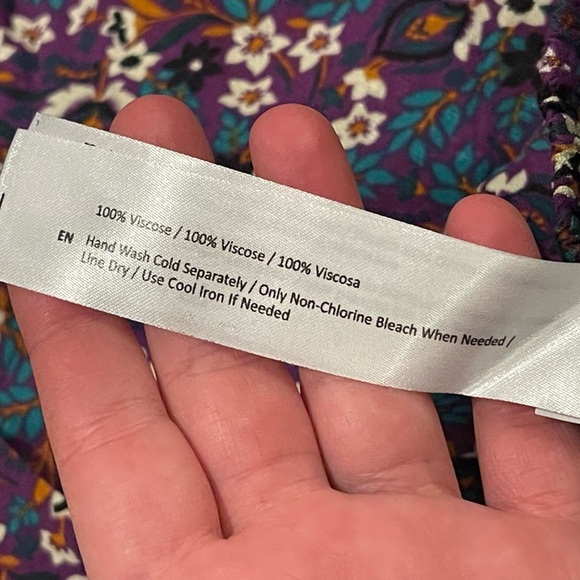 100% Viscose / 100% Viscose / 100% Viscosa
EN Hand Wash Cold Separately / Only Non-Chlorine Bleach When Needed /
Line Dry / Use Cool Iron If Needed